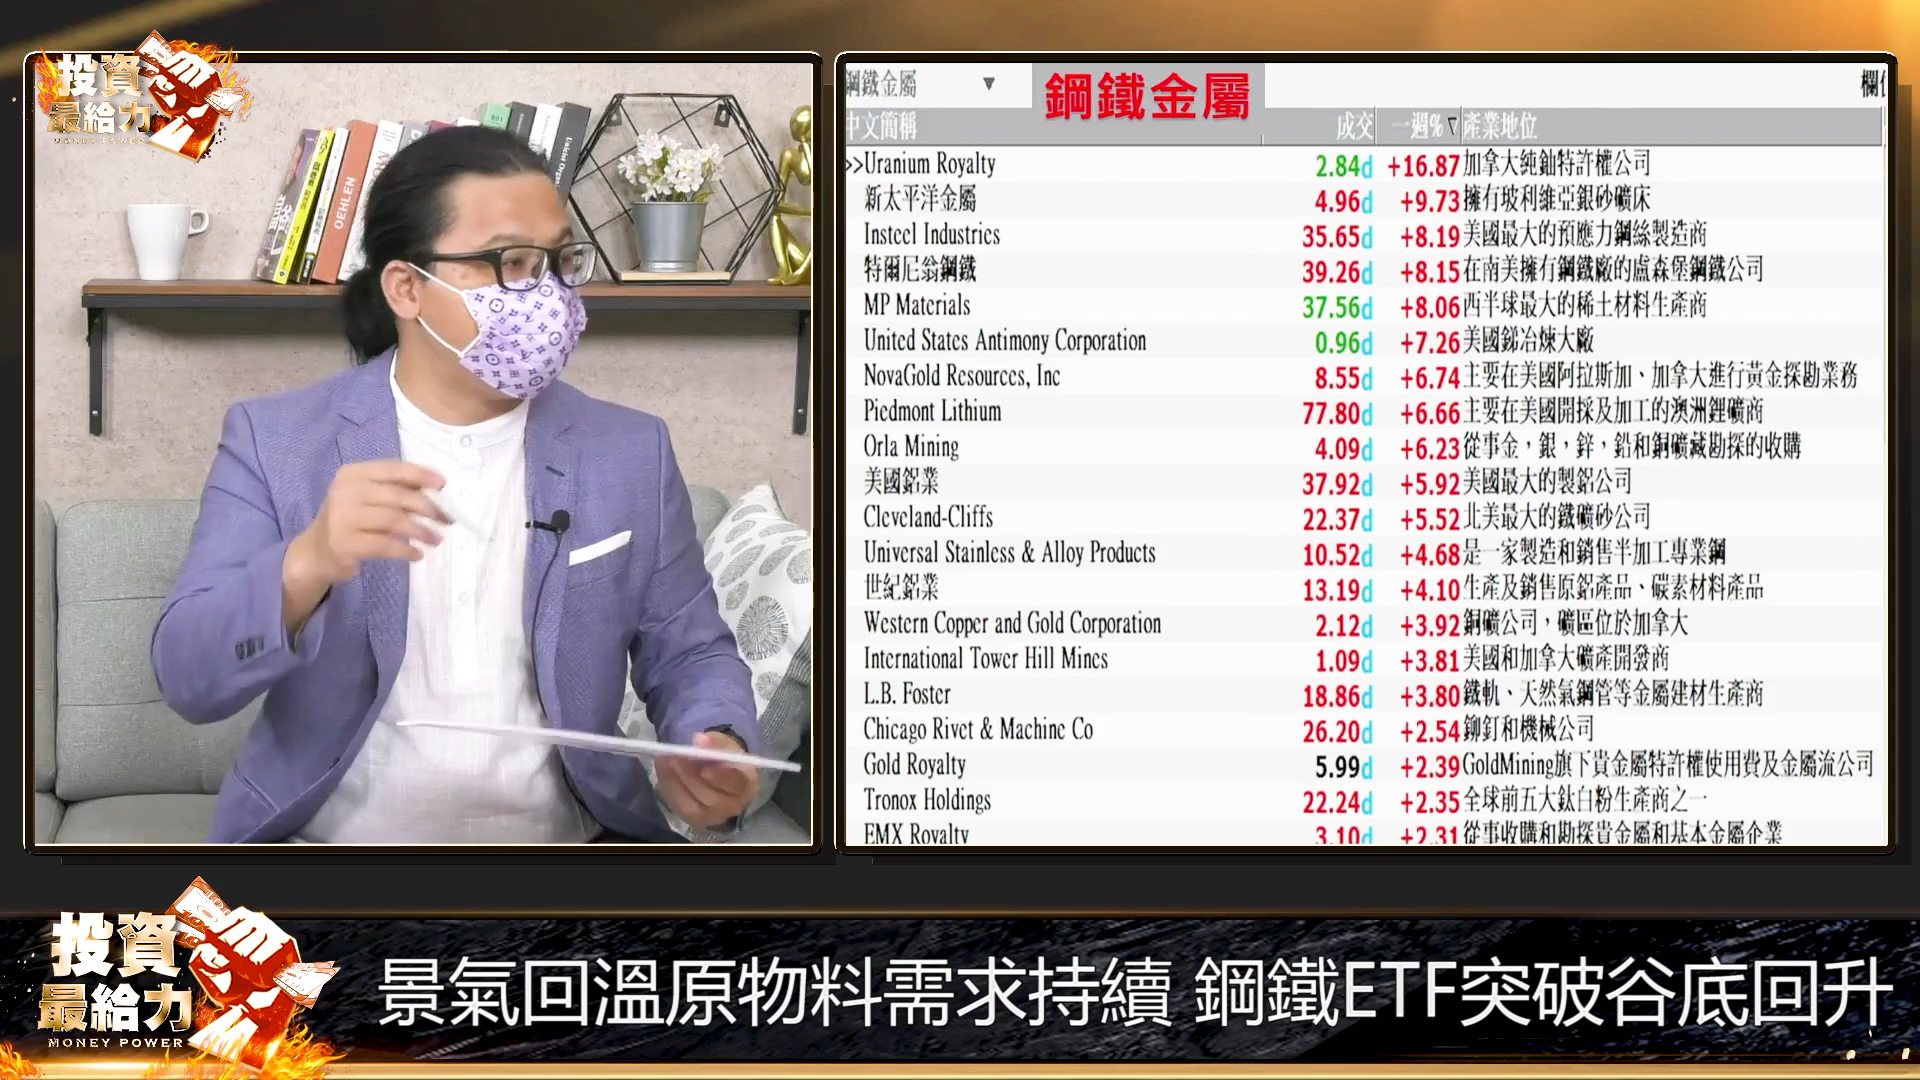 投資
最給力
MONEY POWER
OEHLEN
601
鋼鐵金屬 ▼
鋼鐵金屬
中文簡稱 成交 一週%▽ 產業地位
>>Uranium Royalty 2.84d +16.87 加拿大純鈾特許權公司
新太平洋金屬 4.96d +9.73 擁有玻利維亞銀砂礦床
Insteel Industries 35.65d +8.19 美國最大的預應力鋼絲製造商
特爾尼翁鋼鐵 39.26d +8.15 在南美擁有鋼鐵廠的盧森堡鋼鐵公司
MP Materials 37.56d +8.06 西半球最大的稀土材料生產商
United States Antimony Corporation 0.96d +7.26 美國銻冶煉大廠
NovaGold Resources, Inc 8.55d +6.74 主要在美國阿拉斯加、加拿大進行黃金探勘業務
Piedmont Lithium 77.80d +6.66 主要在美國開採及加工的澳洲鋰礦商
Orla Mining 4.09d +6.23 從事金，銀，鋅，鉛和銅礦藏勘探的收購
美國鋁業 37.92d +5.92 美國最大的製鋁公司
Cleveland-Cliffs 22.37d +5.52 北美最大的鐵礦砂公司
Universal Stainless & Alloy Products 10.52d +4.68 是一家製造和銷售半加工專業鋼
世紀鋁業 13.19d +4.10 生產及銷售原鋁產品、碳素材料產品
Western Copper and Gold Corporation 2.12d +3.92 銅礦公司，礦區位於加拿大
International Tower Hill Mines 1.09d +3.81 美國和加拿大礦產開發商
L.B. Foster 18.86d +3.80 鐵軌、天然氣鋼管等金屬建材生產商
Chicago Rivet & Machine Co 26.20d +2.54 鉚釘和機械公司
Gold Royalty 5.99d +2.39 GoldMining旗下貴金屬特許權使用費及金屬流公司
Tronox Holdings 22.24d +2.35 全球前五大鈦白粉生產商之一
EMX Royalty 3.10d +2.31 從事收購和勘探貴金屬和基本金屬企業
投資
最給力
MONEY POWER
景氣回溫原物料需求持續 鋼鐵ETF突破谷底回升